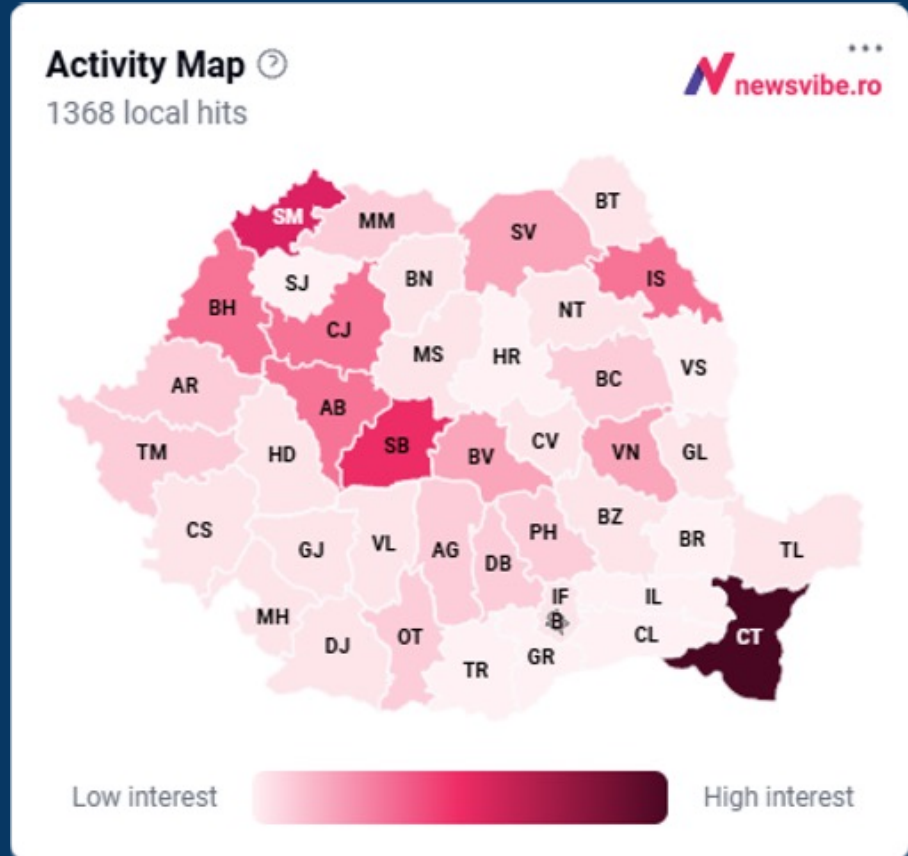 Activity Map ?
1368 local hits
newsvibe.ro
BT
SM
MM
SV
IS
BN
SJ
BH
NT
CJ
MS
HR
VS
BC
AR
AB
SB
CV
TM
HD
BV
VN
GL
BZ
CS
PH
BR
VL
GJ
AG
TL
DB
IF
IL
MH
B
CL
CT
OT
DJ
GR
TR
Low interest
High interest